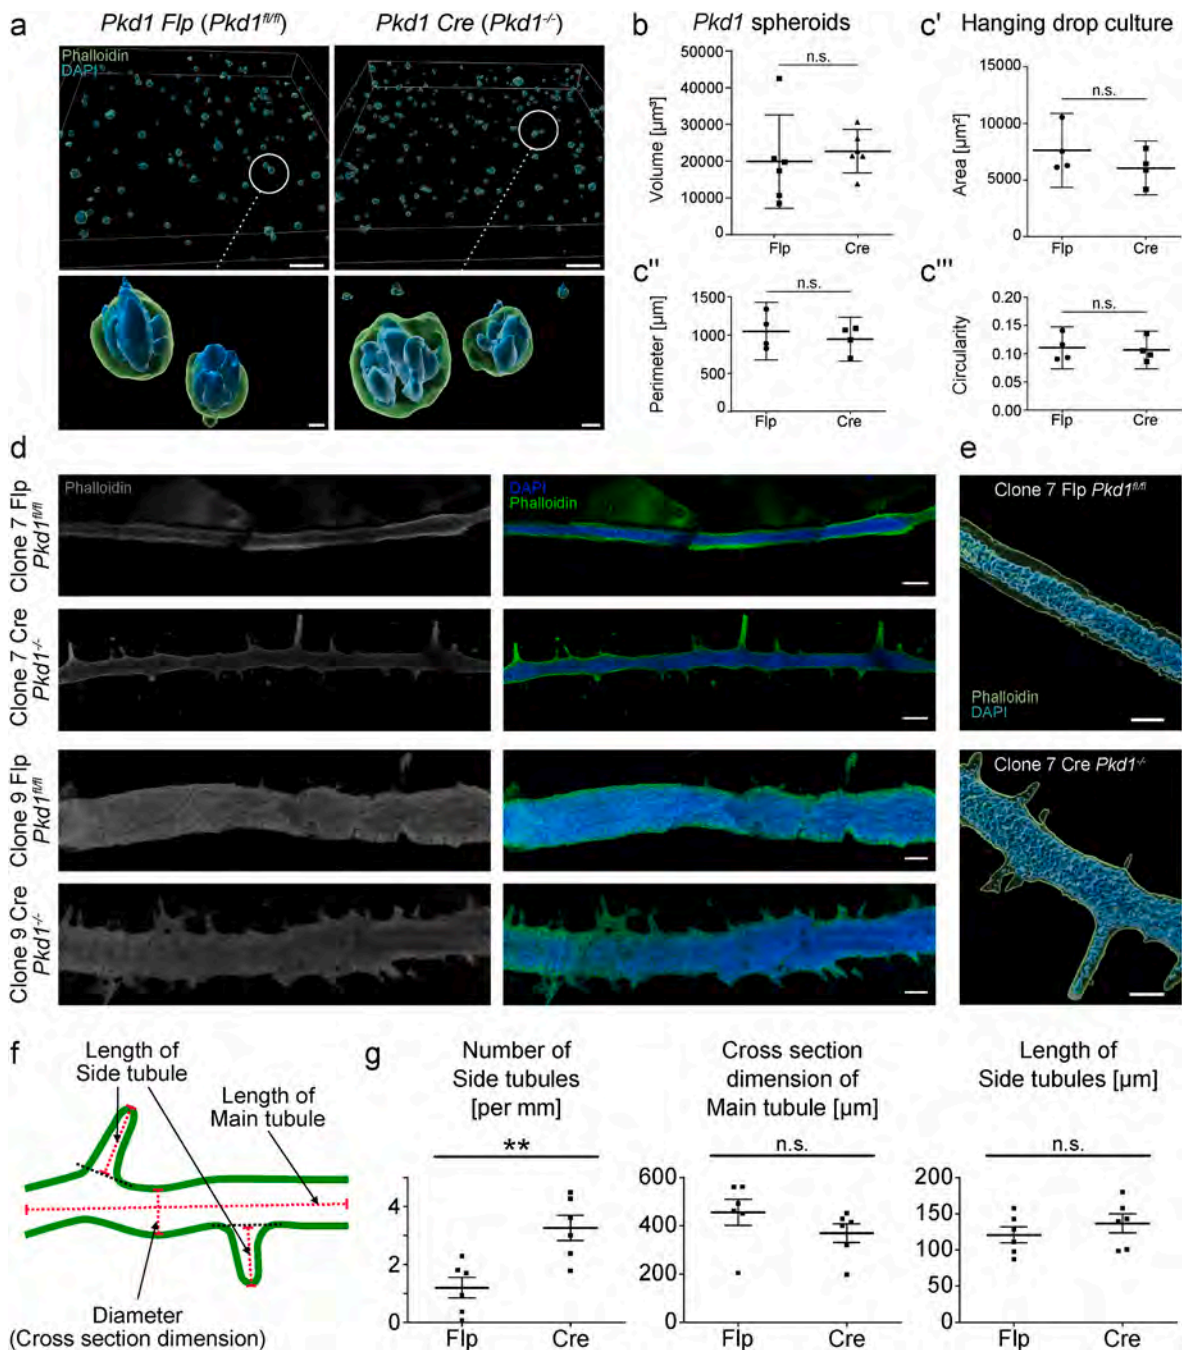 a
Pkd1 Flp (Pkd1fl/fl)
Pkd1 Cre (Pkd1-/-)
Phalloidin
DAPI
b
Pkd1 spheroids
n.s.
Volume [µm³]
50000
40000
30000
20000
10000
0
Flp
Cre
c'
Hanging drop culture
n.s.
Area [µm²]
15000
10000
5000
0
Flp
Cre
c''
n.s.
Perimeter [µm]
1500
1000
500
0
Flp
Cre
c'''
n.s.
Circularity
0.20
0.15
0.10
0.05
0.00
Flp
Cre
d
Clone 7 Flp
Pkd1fl/fl
Phalloidin
DAPI
Phalloidin
Clone 7 Cre
Pkd1-/-
Clone 9 Flp
Pkd1fl/fl
Clone 9 Cre
Pkd1-/-
e
Clone 7 Flp Pkd1fl/fl
Phalloidin
DAPI
Clone 7 Cre Pkd1-/-
f
Length of
Side tubule
Length of
Main tubule
Diameter
(Cross section dimension)
g
Number of
Side tubules
[per mm]
**
4
2
0
Flp
Cre
Cross section
dimension of
Main tubule [µm]
n.s.
600
400
200
0
Flp
Cre
Length of
Side tubules [µm]
n.s.
200
150
100
50
0
Flp
Cre